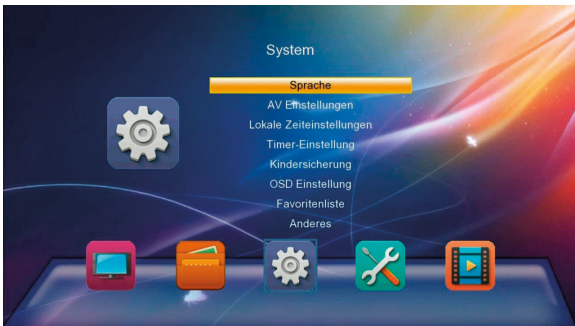 System
Sprache
AV Einstellungen
Lokale Zeiteinstellungen
Timer-Einstellung
Kindersicherung
OSD Einstellung
Favoritenliste
Anderes